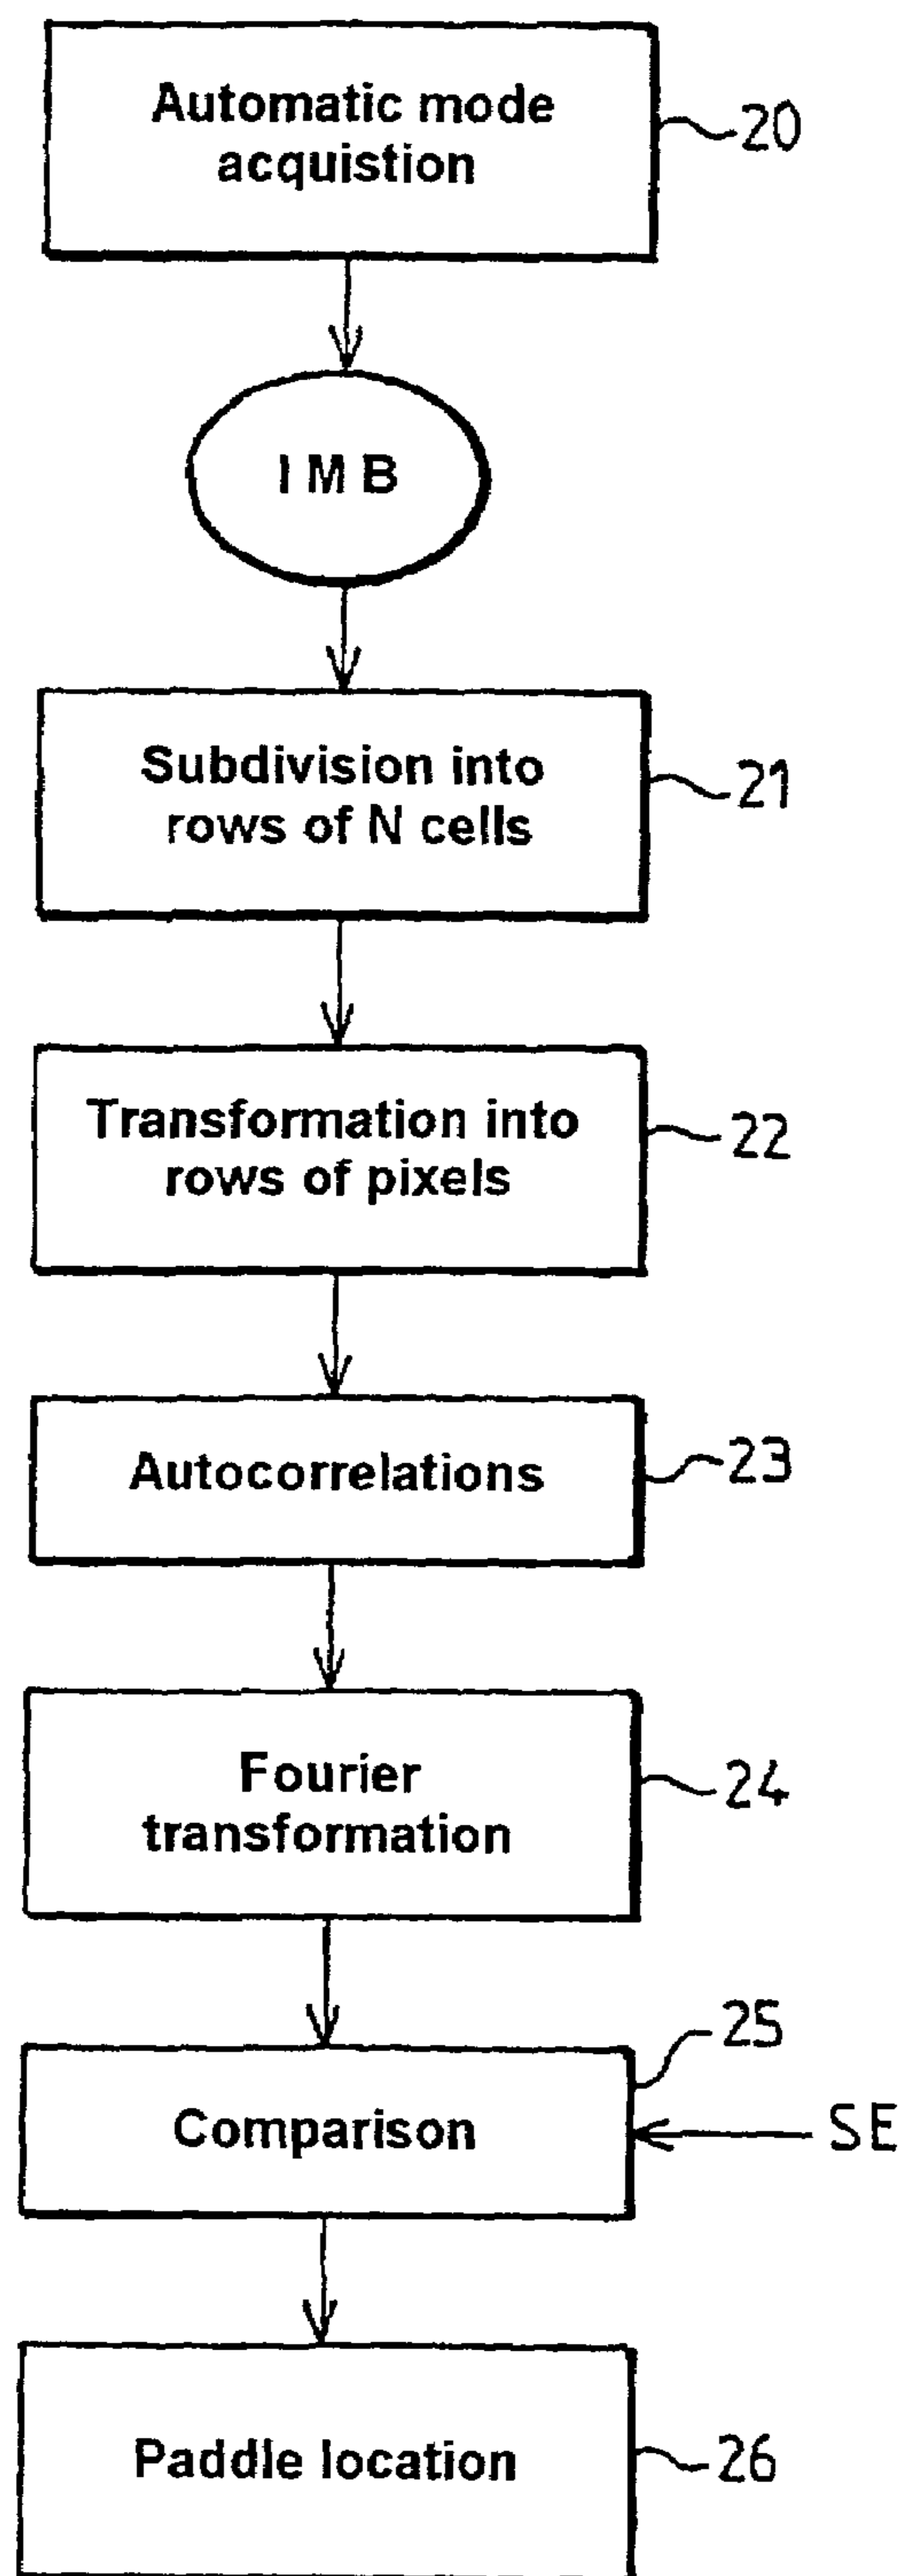 Automatic mode
acquistion
20
I M B
Subdivision into
rows of N cells
21
Transformation into
rows of pixels
22
Autocorrelations
23
Fourier
transformation
24
25
Comparison
SE
Paddle location
26